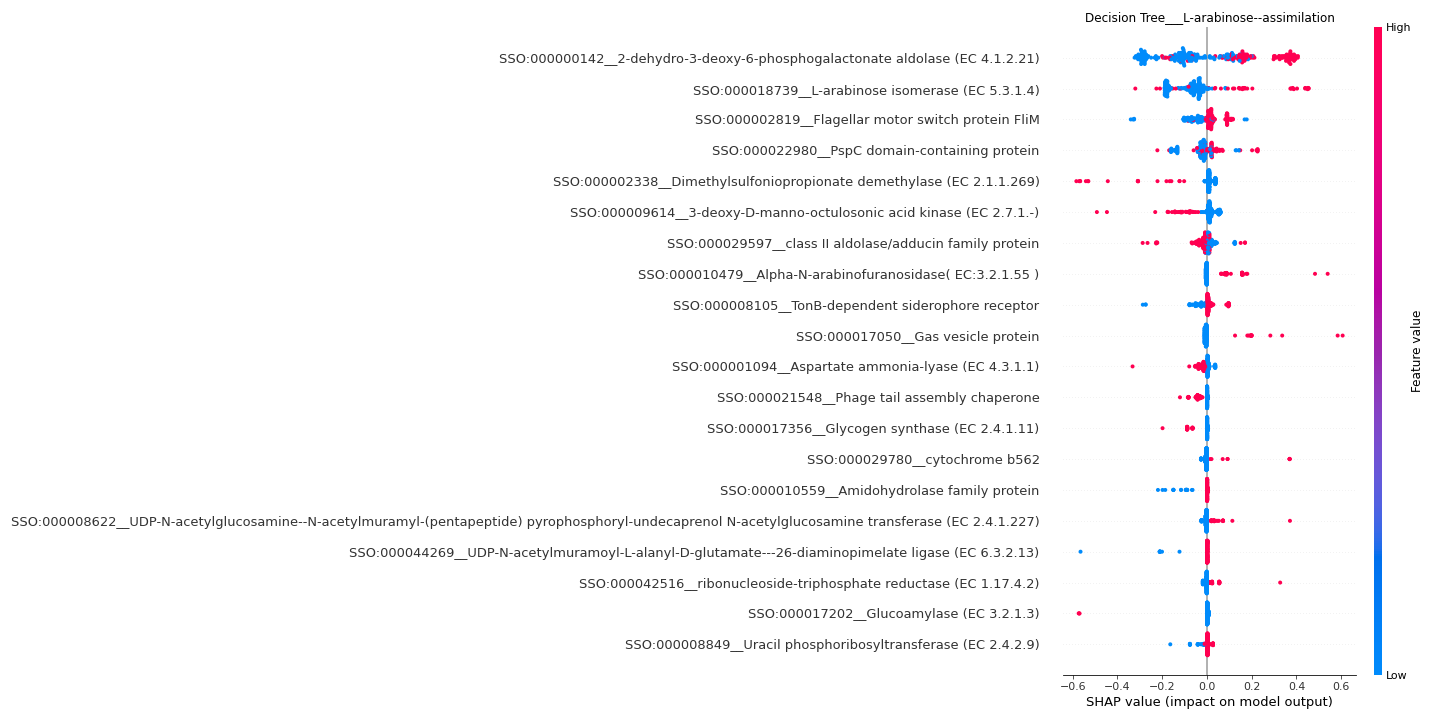 Decision Tree___L-arabinose--assimilation
High
SSO:000000142__2-dehydro-3-deoxy-6-phosphogalactonate aldolase (EC 4.1.2.21)
SSO:000018739__L-arabinose isomerase (EC 5.3.1.4)
SSO:000002819__Flagellar motor switch protein FliM
SSO:000022980__PspC domain-containing protein
SSO:000002338__Dimethylsulfoniopropionate demethylase (EC 2.1.1.269)
SSO:000009614__3-deoxy-D-manno-octulosonic acid kinase (EC 2.7.1.-)
SSO:000029597__class II aldolase/adducin family protein
SSO:000010479__Alpha-N-arabinofuranosidase( EC:3.2.1.55 )
SSO:000008105__TonB-dependent siderophore receptor
SSO:000017050__Gas vesicle protein
SSO:000001094__Aspartate ammonia-lyase (EC 4.3.1.1)
SSO:000021548__Phage tail assembly chaperone
SSO:000017356__Glycogen synthase (EC 2.4.1.11)
SSO:000029780__cytochrome b562
SSO:000010559__Amidohydrolase family protein
SSO:000008622__UDP-N-acetylglucosamine--N-acetylmuramyl-(pentapeptide) pyrophosphoryl-undecaprenol N-acetylglucosamine transferase (EC 2.4.1.227)
SSO:000044269__UDP-N-acetylmuramoyl-L-alanyl-D-glutamate---26-diaminopimelate ligase (EC 6.3.2.13)
SSO:000042516__ribonucleoside-triphosphate reductase (EC 1.17.4.2)
SSO:000017202__Glucoamylase (EC 3.2.1.3)
SSO:000008849__Uracil phosphoribosyltransferase (EC 2.4.2.9)
Feature value
Low
−0.6 −0.4 −0.2 0.0 0.2 0.4 0.6
SHAP value (impact on model output)